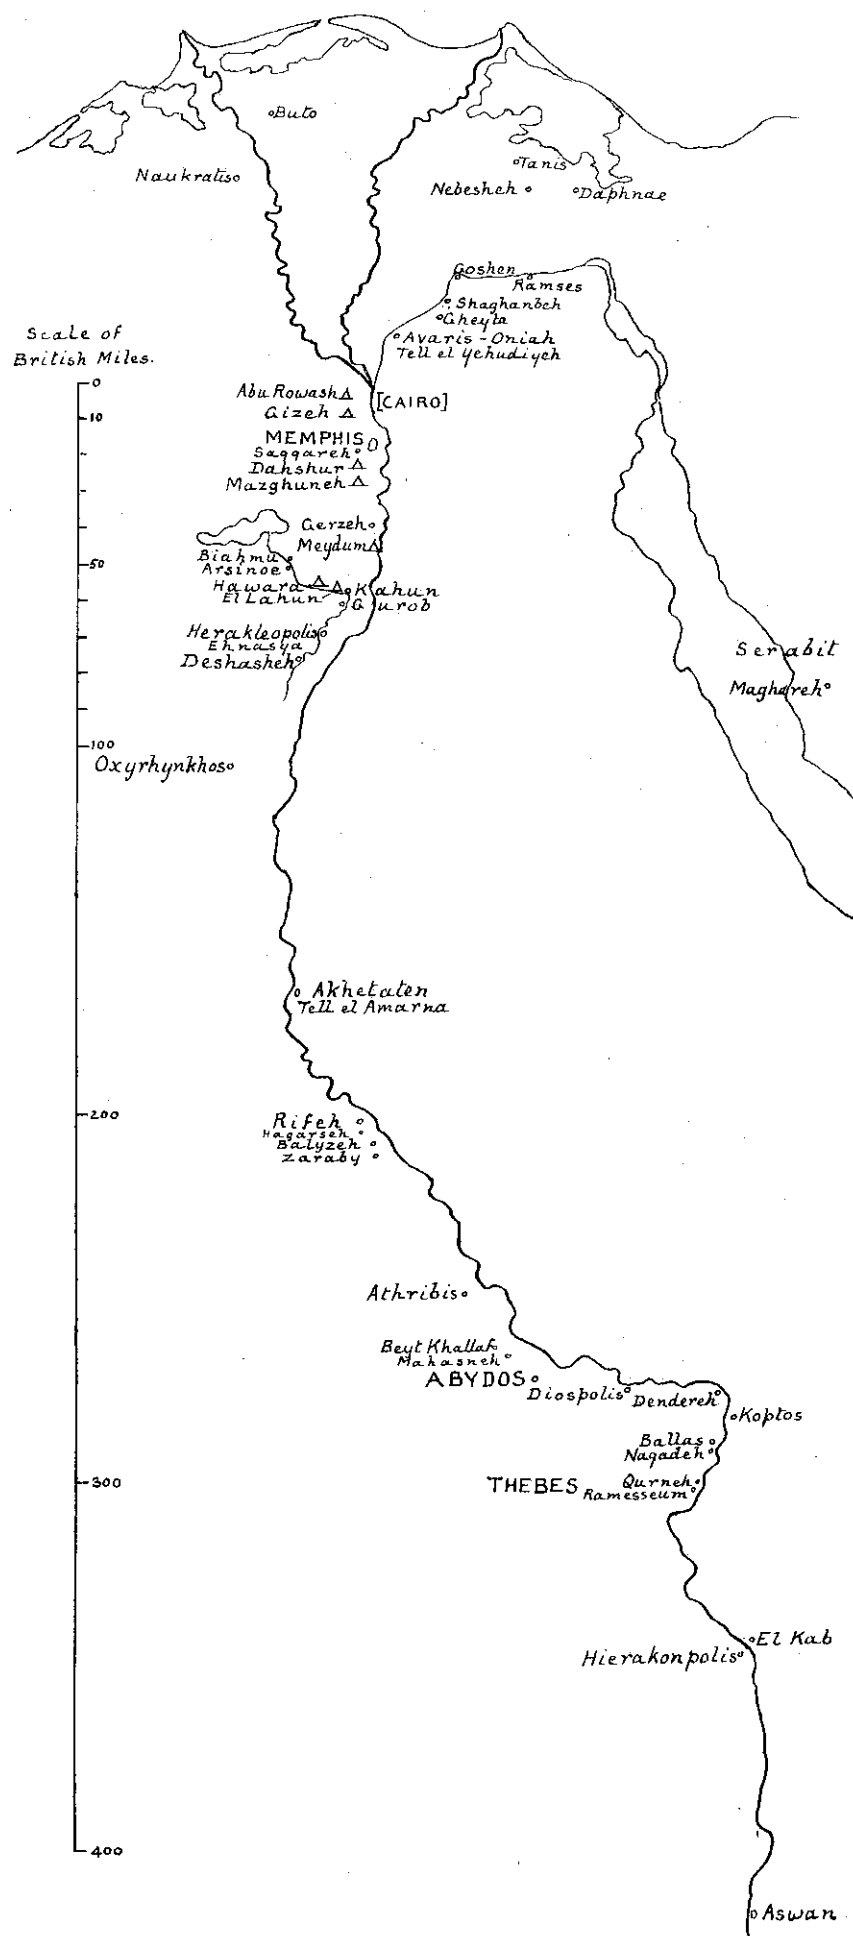 Buto
Tanis
Naukratis
Nebesheh
Daphnae
Goshen
Ramses
Shaghanbeh
Gheyta
Scale of
British Miles.
Avaris - Oniah
Tell el Yehudiyeh
0
Abu Rowash
[CAIRO]
10
Gizeh
MEMPHIS
Saqqareh
Dahshur
Mazghuneh
Gerzeh
Meydum
50
Biahmu
Arsinoe
Hawara
Kahun
El Lahun
Gurob
Herakleopolis
Ehnasya
Deshasheh
Serabit
Maghareh
100
Oxyrhynkhos
Akhetaten
Tell el Amarna
200
Rifeh
Hagarseh
Balyzeh
Zaraby
Athribis
Beyt Khallaf
Mahasneh
ABYDOS
Diospolis
Dendereh
Koptos
Ballas
Naqadeh
300
THEBES
Qurneh
Ramesseum
El Kab
Hierakonpolis
400
Aswan